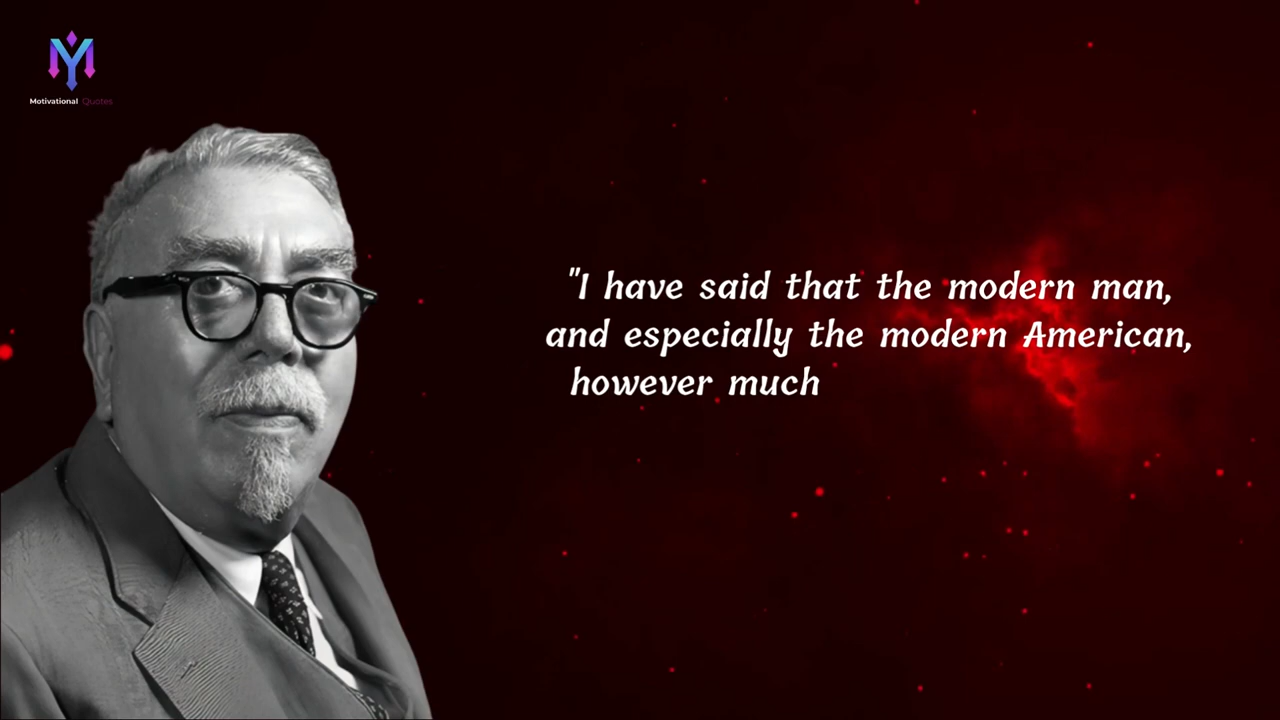 Motivational Quotes
"I have said that the modern man,
and especially the modern American,
however much